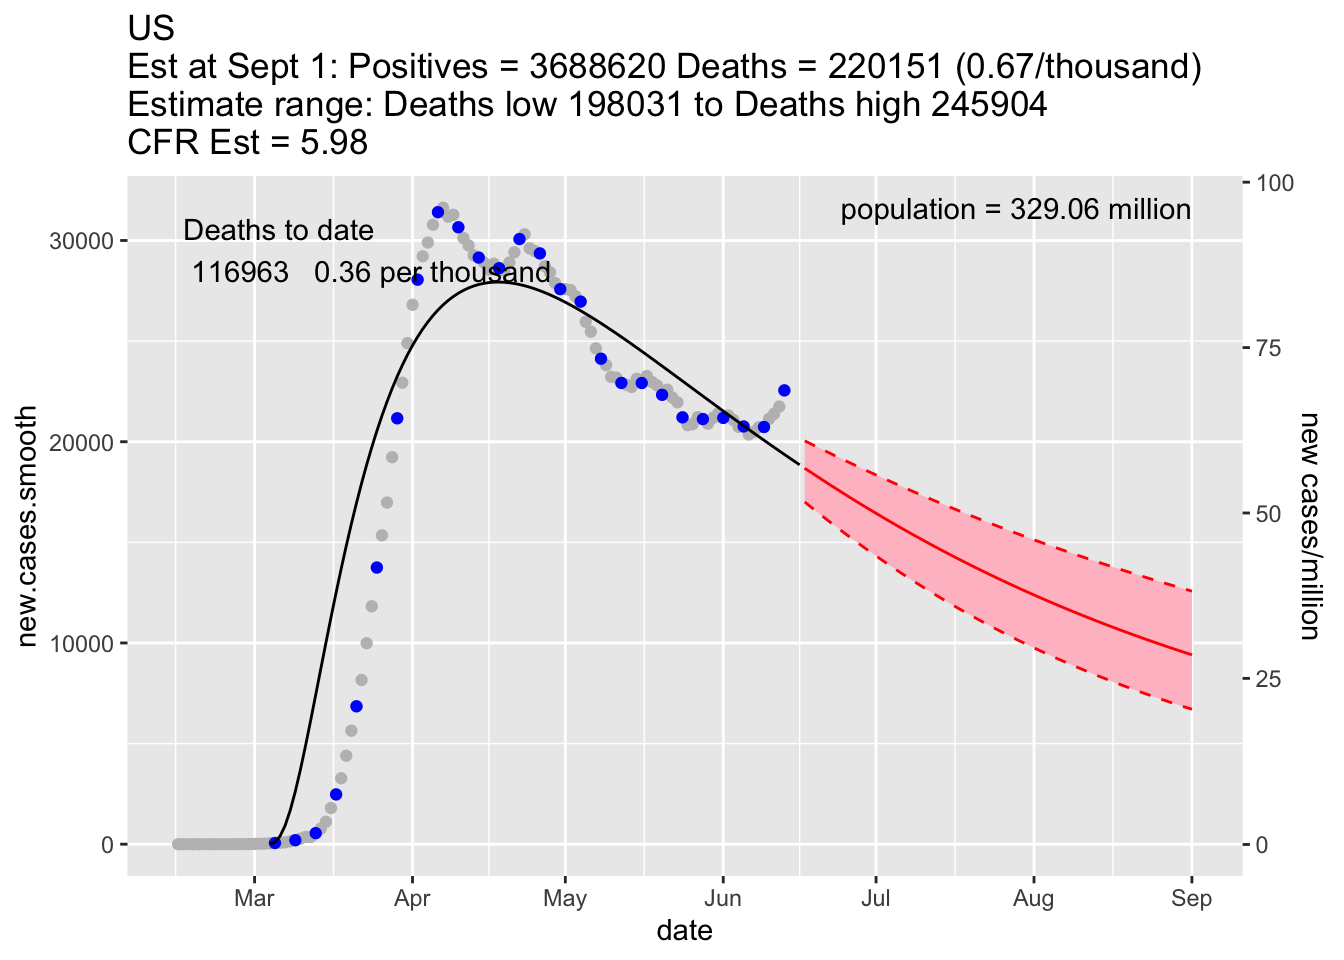 US
Est at Sept 1: Positives = 3688620 Deaths = 220151 (0.67/thousand)
Estimate range: Deaths low 198031 to Deaths high 245904
CFR Est = 5.98
Deaths to date
116963 0.36 per thousand
population = 329.06 million
30000
20000
10000
0
new.cases.smooth
100
75
50
25
0
new cases/million
Mar Apr May Jun Jul Aug Sep
date